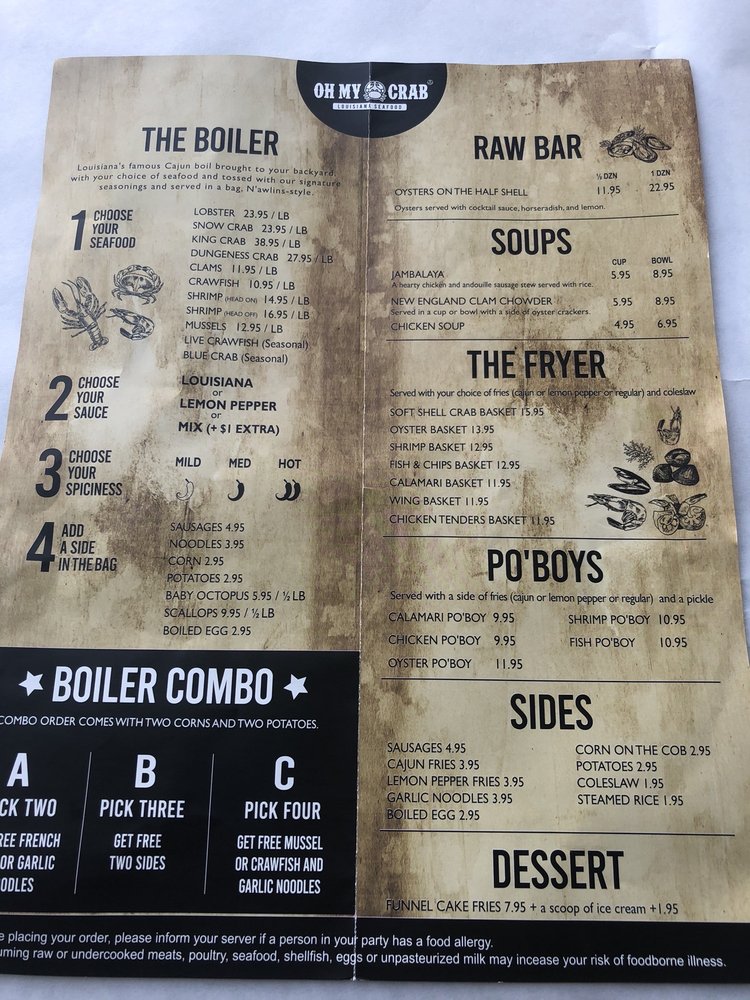 OH MY CRAB
LOUISIANA SEAFOOD
THE BOILER
Louisiana's famous Cajun boil brought to your backyard,
with your choice of seafood and tossed with our signature
seasonings and served in a bag, N'awlins-style.
1 CHOOSE
YOUR
SEAFOOD
LOBSTER 23.95 / LB
SNOW CRAB 23.95 / LB
KING CRAB 38.95 / LB
DUNGENESS CRAB 27.95 / LB
CLAMS 11.95 / LB
CRAWFISH 10.95 / LB
SHRIMP (HEAD ON) 14.95 / LB
SHRIMP (HEAD OFF) 16.95 / LB
MUSSELS 12.95 / LB
LIVE CRAWFISH (Seasonal)
BLUE CRAB (Seasonal)
2 CHOOSE
YOUR
SAUCE
LOUISIANA
or
LEMON PEPPER
or
MIX (+ $1 EXTRA)
3 CHOOSE
YOUR
SPICINESS
MILD MED HOT
4 ADD
A SIDE
IN THE BAG
SAUSAGES 4.95
NOODLES 3.95
CORN 2.95
POTATOES 2.95
BABY OCTOPUS 5.95 / ½ LB
SCALLOPS 9.95 / ½ LB
BOILED EGG 2.95
BOILER COMBO
COMBO ORDER COMES WITH TWO CORNS AND TWO POTATOES.
A
CK TWO
REE FRENCH
OR GARLIC
ODLES
B
PICK THREE
GET FREE
TWO SIDES
C
PICK FOUR
GET FREE MUSSEL
OR CRAWFISH AND
GARLIC NOODLES
RAW BAR
½ DZN 1 DZN
OYSTERS ON THE HALF SHELL 11.95 22.95
Oysters served with cocktail sauce, horseradish, and lemon.
SOUPS
CUP BOWL
JAMBALAYA 5.95 8.95
A hearty chicken and andouille sausage stew served with rice.
NEW ENGLAND CLAM CHOWDER 5.95 8.95
Served in a cup or bowl with a side of oyster crackers.
CHICKEN SOUP 4.95 6.95
THE FRYER
Served with your choice of fries (cajun or lemon pepper or regular) and coleslaw
SOFT SHELL CRAB BASKET 15.95
OYSTER BASKET 13.95
SHRIMP BASKET 12.95
FISH & CHIPS BASKET 12.95
CALAMARI BASKET 11.95
WING BASKET 11.95
CHICKEN TENDERS BASKET 11.95
PO'BOYS
Served with a side of fries (cajun or lemon pepper or regular) and a pickle
CALAMARI PO'BOY 9.95 SHRIMP PO'BOY 10.95
CHICKEN PO'BOY 9.95 FISH PO'BOY 10.95
OYSTER PO'BOY 11.95
SIDES
SAUSAGES 4.95
CAJUN FRIES 3.95
LEMON PEPPER FRIES 3.95
GARLIC NOODLES 3.95
BOILED EGG 2.95
CORN ON THE COB 2.95
POTATOES 2.95
COLESLAW 1.95
STEAMED RICE 1.95
DESSERT
FUNNEL CAKE FRIES 7.95 + a scoop of ice cream +1.95
e placing your order, please inform your server if a person in your party has a food allergy.
uming raw or undercooked meats, poultry, seafood, shellfish, eggs or unpasteurized milk may incease your risk of foodborne illness.